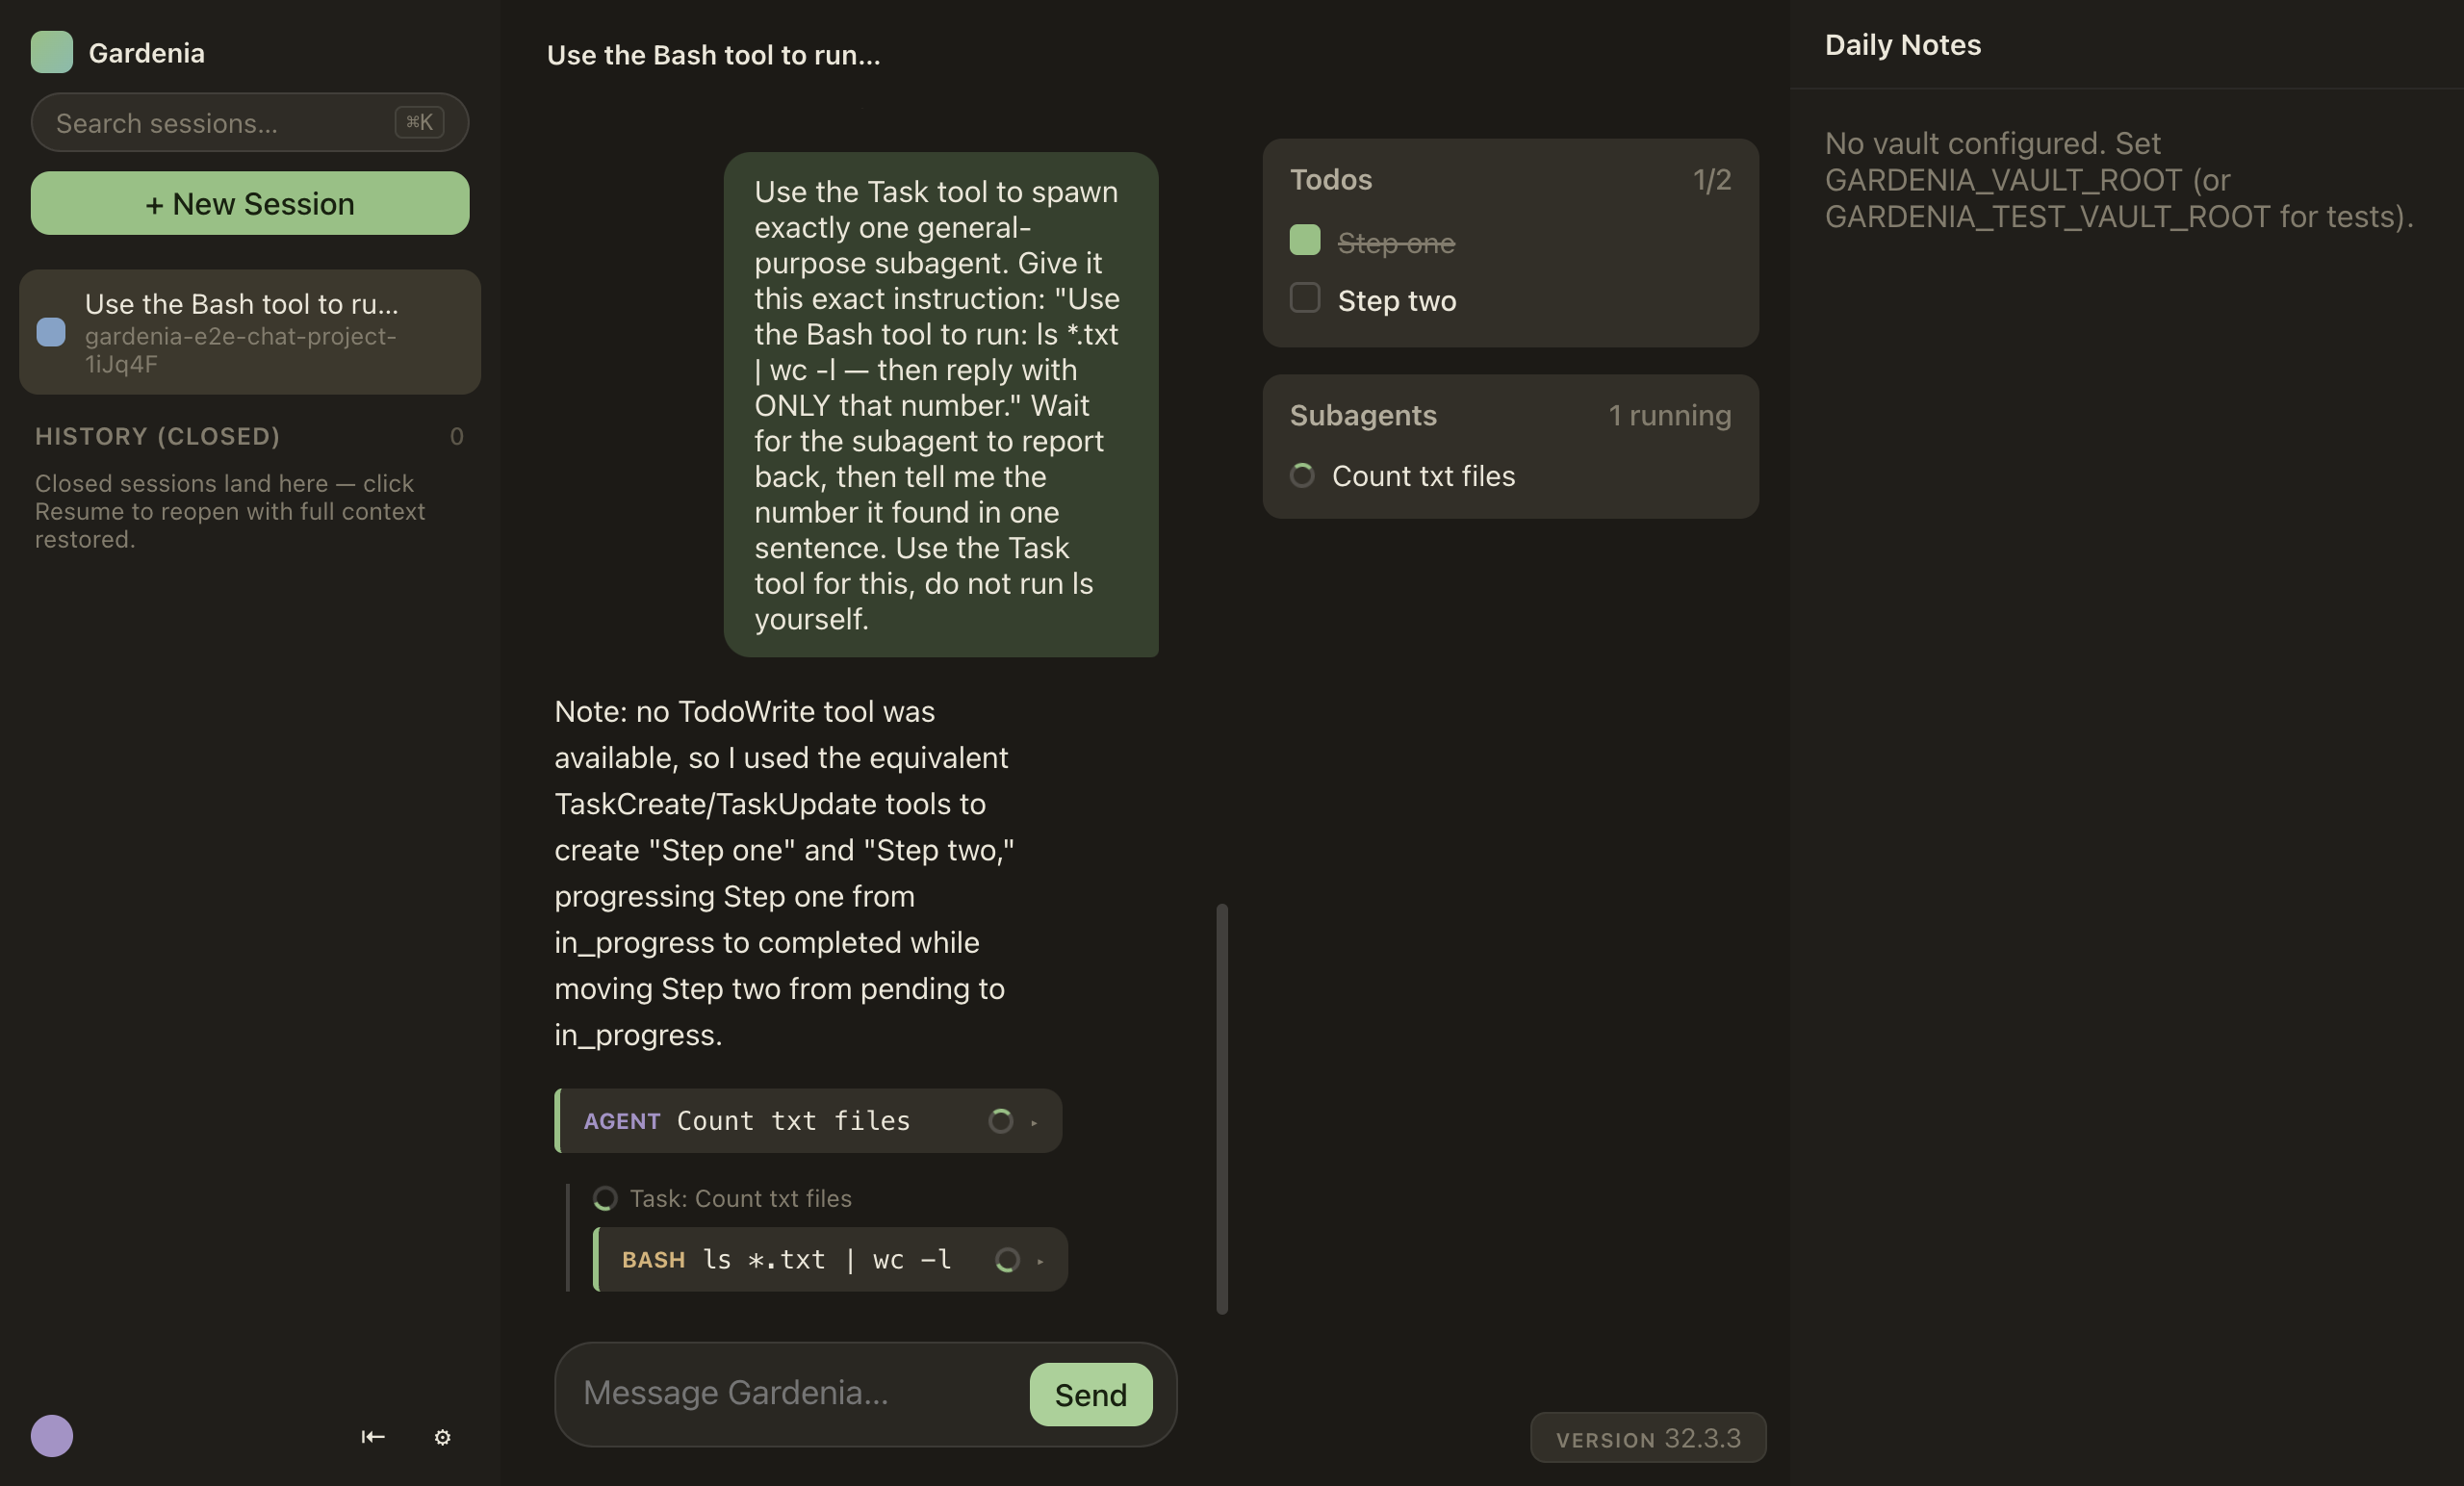 Gardenia
Search sessions...
⌘K
+ New Session
Use the Bash tool to ru...
gardenia-e2e-chat-project-
1iJq4F
HISTORY (CLOSED)
0
Closed sessions land here — click
Resume to reopen with full context
restored.
Use the Bash tool to run...
Use the Task tool to spawn
exactly one general-
purpose subagent. Give it
this exact instruction: "Use
the Bash tool to run: ls *.txt
| wc -l — then reply with
ONLY that number." Wait
for the subagent to report
back, then tell me the
number it found in one
sentence. Use the Task
tool for this, do not run ls
yourself.
Note: no TodoWrite tool was
available, so I used the equivalent
TaskCreate/TaskUpdate tools to
create "Step one" and "Step two,"
progressing Step one from
in_progress to completed while
moving Step two from pending to
in_progress.
AGENT Count txt files
Task: Count txt files
BASH ls *.txt | wc -l
Message Gardenia...
Send
Todos
1/2
Step one
Step two
Subagents
1 running
Count txt files
VERSION 32.3.3
Daily Notes
No vault configured. Set
GARDENIA_VAULT_ROOT (or
GARDENIA_TEST_VAULT_ROOT for tests).